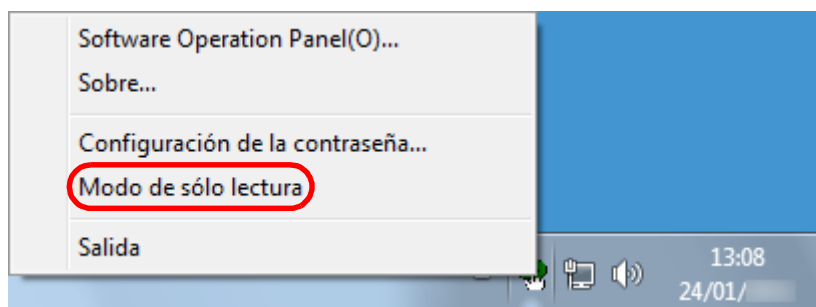 Software Operation Panel(O)...
Sobre...
Configuración de la contraseña...
Modo de sólo lectura
Salida
13:08
24/01/